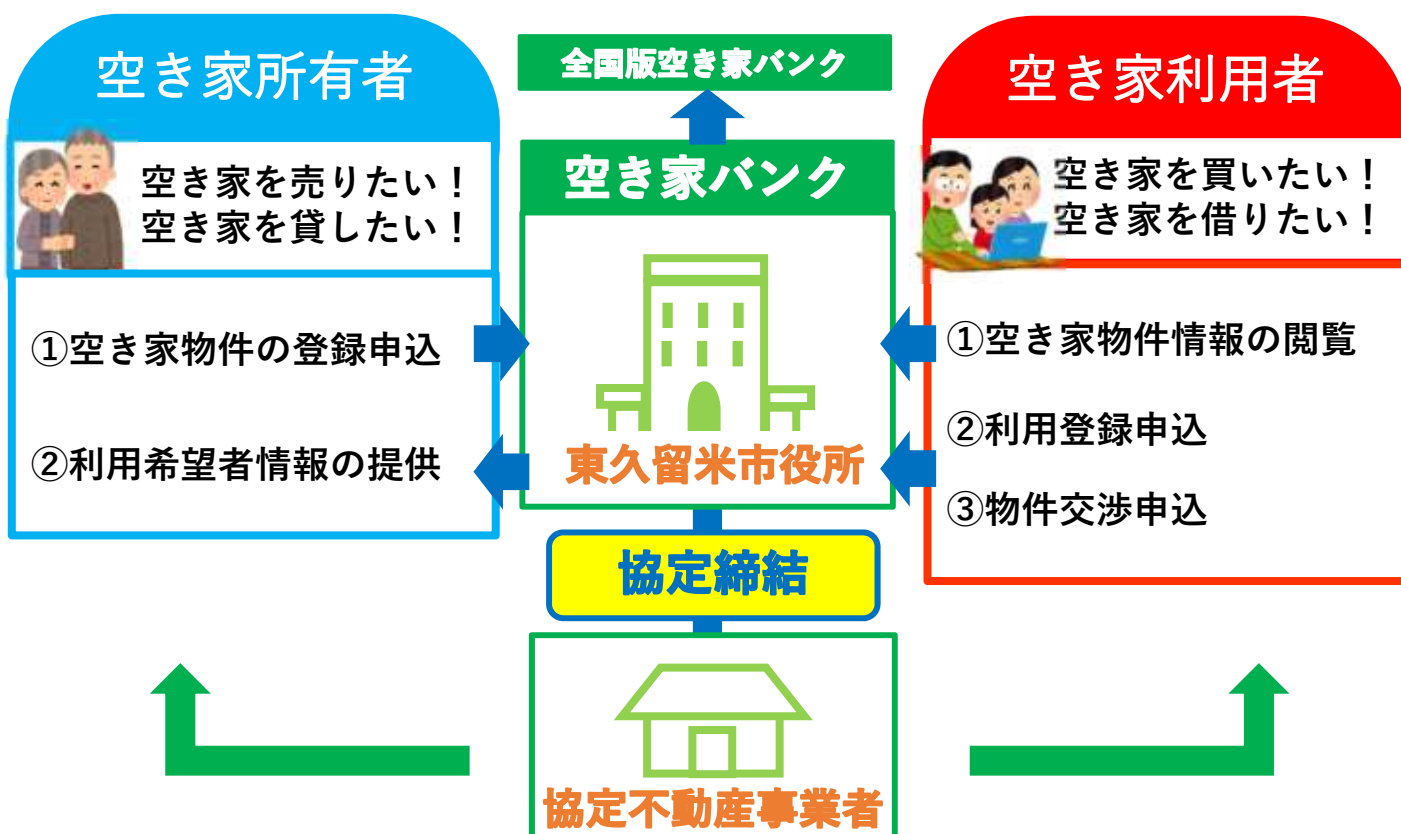 空き家所有者
空き家を売りたい！
空き家を貸したい！
①空き家物件の登録申込
②利用希望者情報の提供
全国版空き家バンク
空き家バンク
東久留米市役所
協定締結
協定不動産事業者
空き家利用者
空き家を買いたい！
空き家を借りたい！
①空き家物件情報の閲覧
②利用登録申込
③物件交渉申込